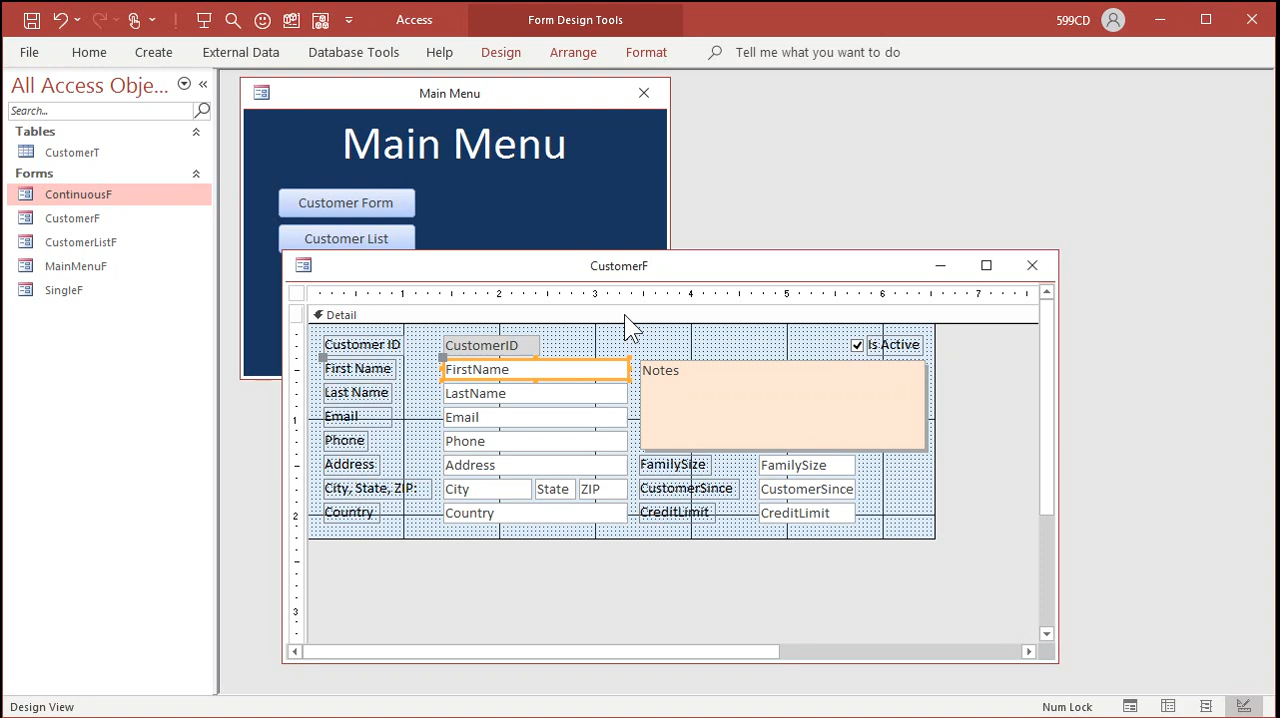 Access
Form Design Tools
599CD
File Home Create External Data Database Tools Help Design Arrange Format Tell me what you want to do
All Access Obje...
Search...
Tables
CustomerT
Forms
ContinuousF
CustomerF
CustomerListF
MainMenuF
SingleF
Main Menu
Main Menu
Customer Form
Customer List
CustomerF
1 2 3 4 5 6 7
Detail
Customer ID CustomerID Is Active
First Name FirstName Notes
Last Name LastName
1
Email Email
Phone Phone
Address Address FamilySize FamilySize
City, State, ZIP: City State ZIP CustomerSince CustomerSince
2
Country Country CreditLimit CreditLimit
3
Design View Num Lock